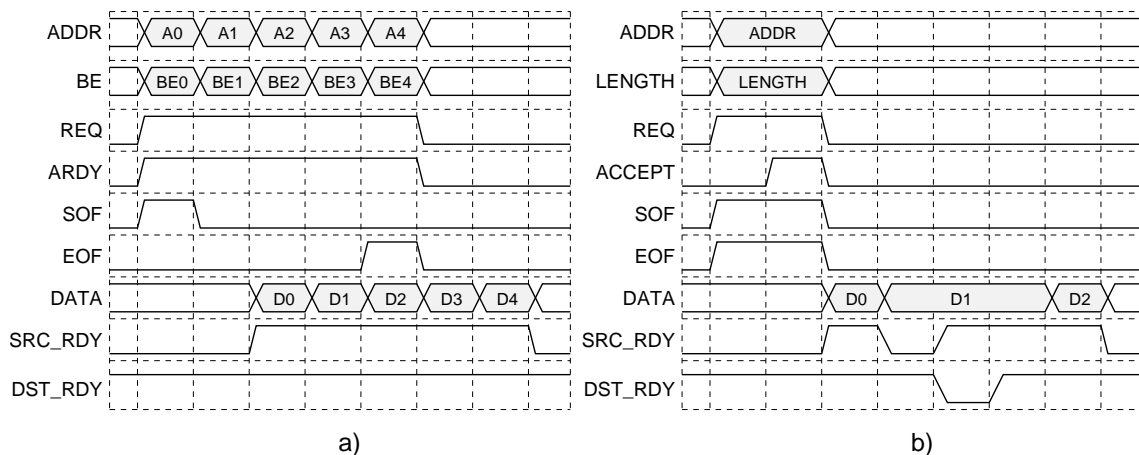 ADDR A0 A1 A2 A3 A4
BE BE0 BE1 BE2 BE3 BE4
REQ
ARDY
SOF
EOF
DATA D0 D1 D2 D3 D4
SRC_RDY
DST_RDY
a)
ADDR ADDR
LENGTH LENGTH
REQ
ACCEPT
SOF
EOF
DATA D0 D1 D2
SRC_RDY
DST_RDY
b)